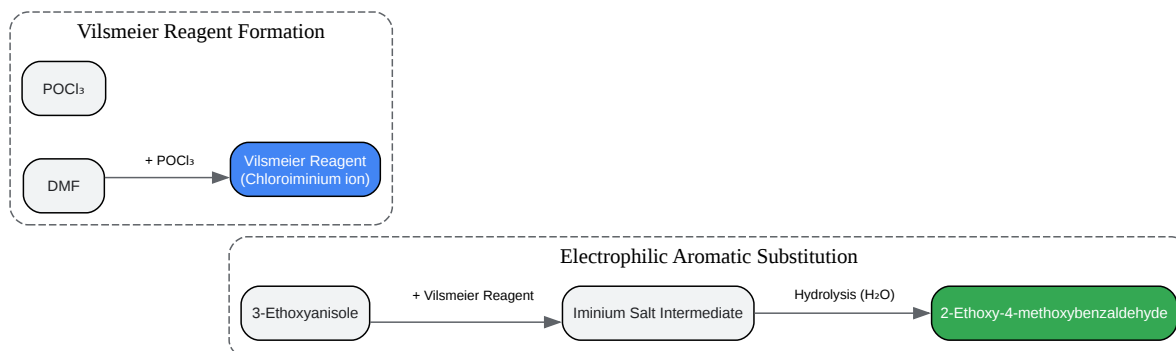 Vilsmeier Reagent Formation
POCl₃
DMF
+ POCl₃
Vilsmeier Reagent
(Chloroiminium ion)
Electrophilic Aromatic Substitution
3-Ethoxyanisole
+ Vilsmeier Reagent
Iminium Salt Intermediate
Hydrolysis (H₂O)
2-Ethoxy-4-methoxybenzaldehyde